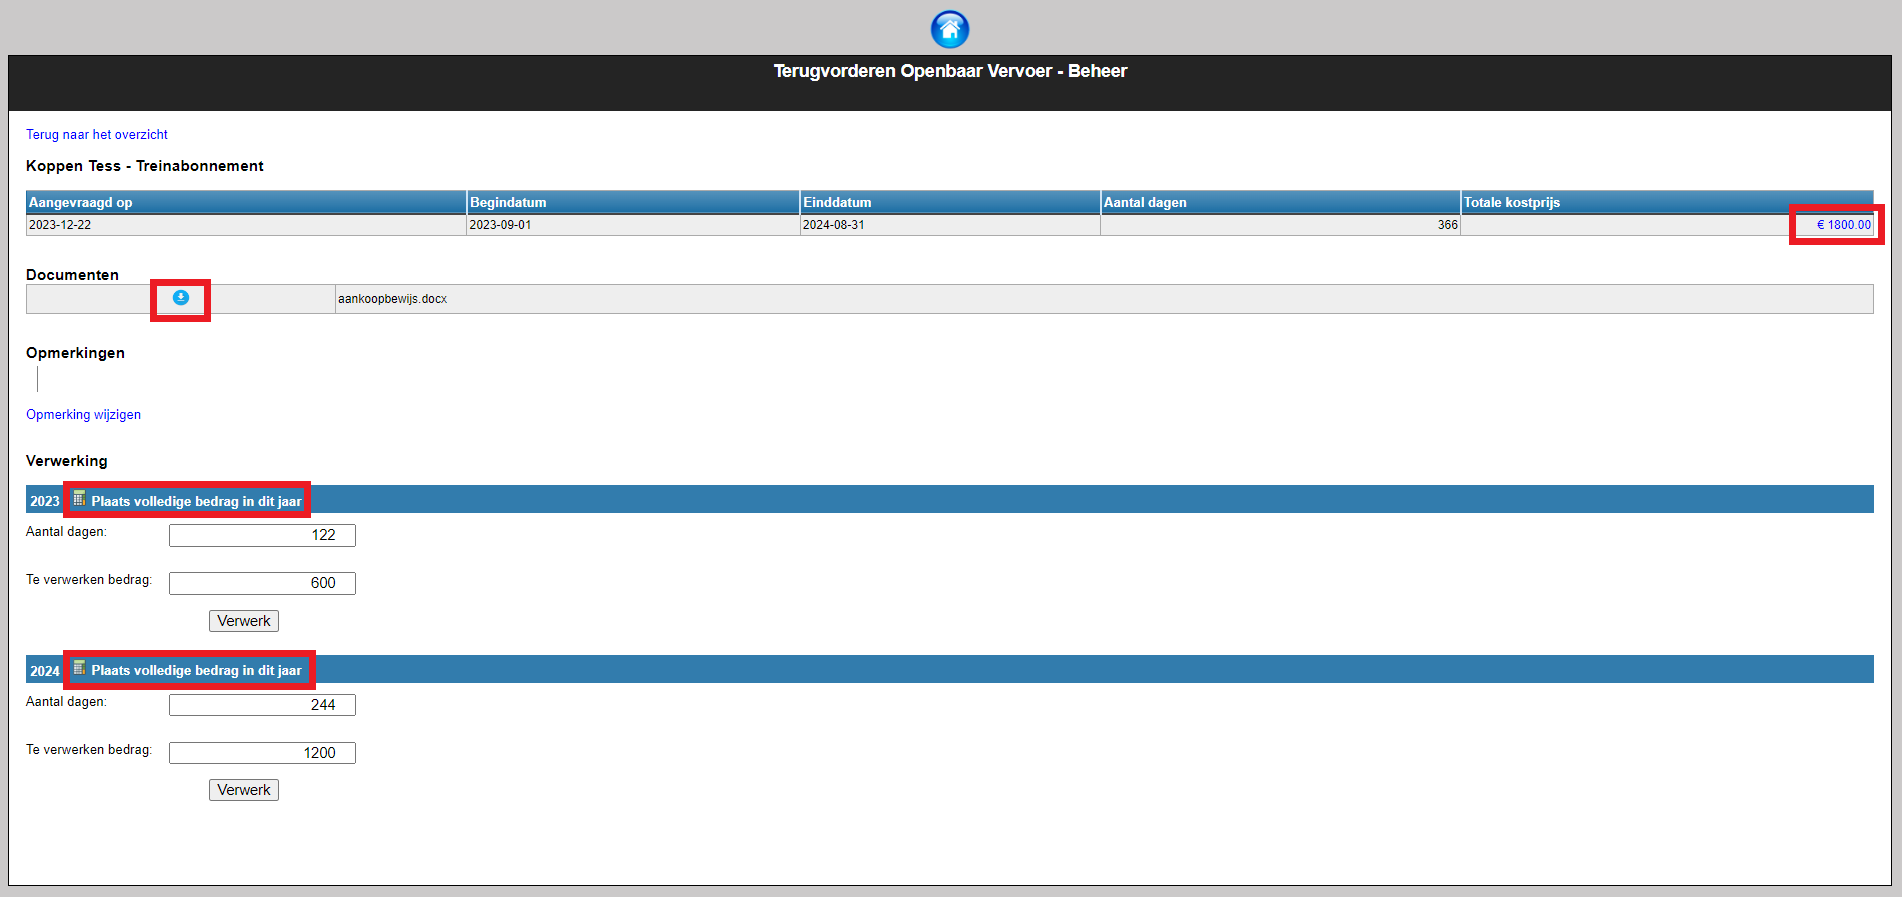 Terugvorderen Openbaar Vervoer - Beheer
Terug naar het overzicht
Koppen Tess - Treinabonnement
Aangevraagd op Begindatum Einddatum Aantal dagen Totale kostprijs
2023-12-22 2023-09-01 2024-08-31 366 € 1800.00
Documenten
aankoopbewijs.docx
Opmerkingen
Opmerking wijzigen
Verwerking
2023 Plaats volledige bedrag in dit jaar
Aantal dagen: 122
Te verwerken bedrag: 600
Verwerk
2024 Plaats volledige bedrag in dit jaar
Aantal dagen: 244
Te verwerken bedrag: 1200
Verwerk